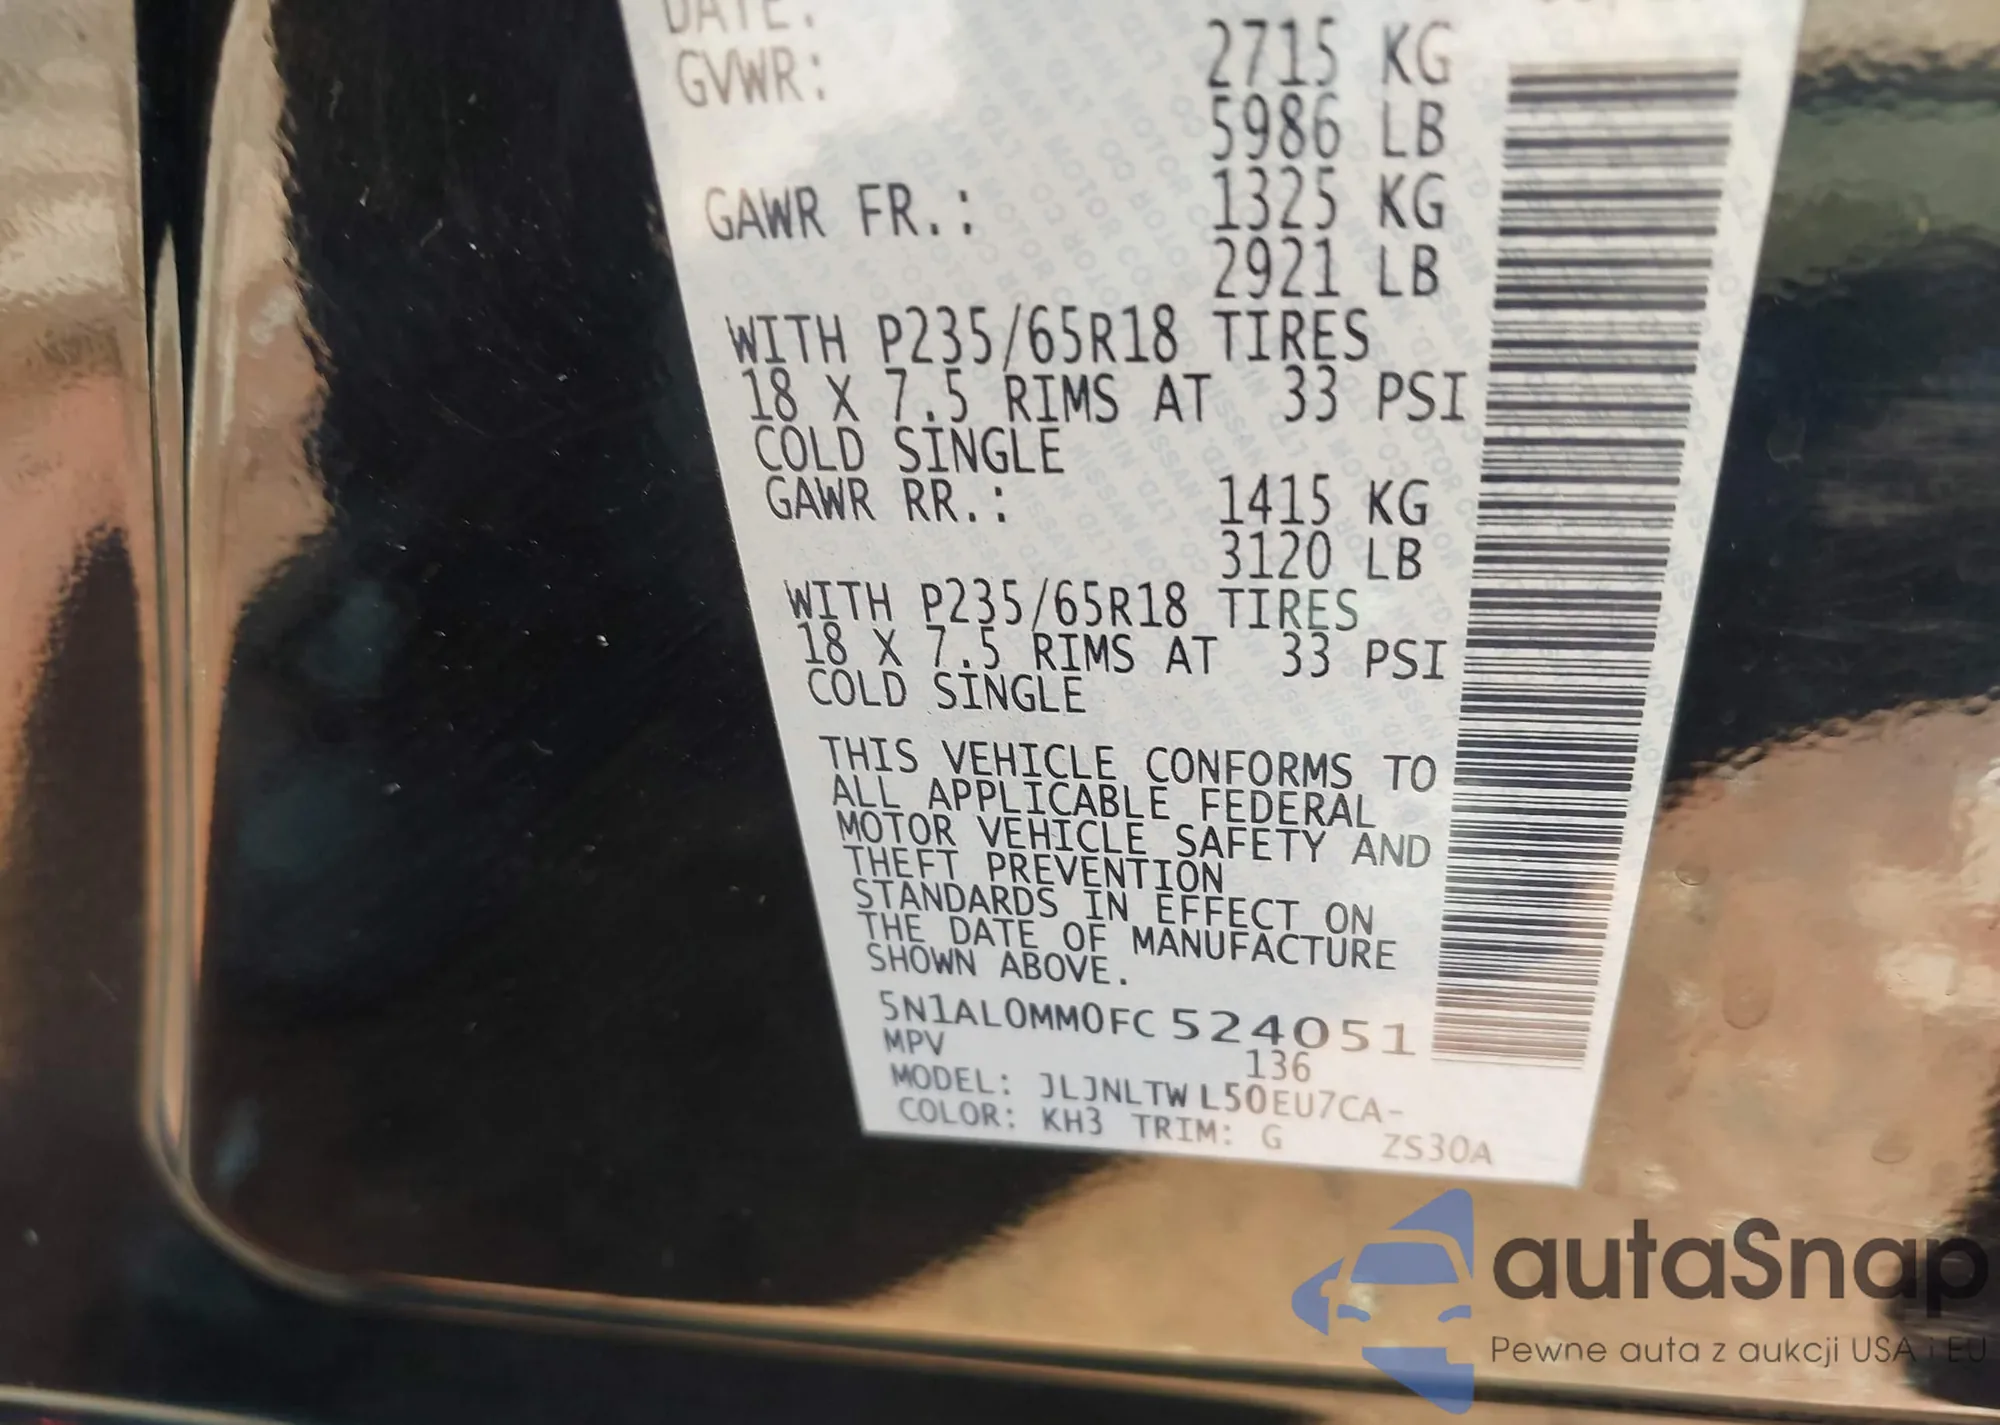 DATE:
GVWR: 2715 KG
5986 LB
GAWR FR.: 1325 KG
2921 LB
WITH P235/65R18 TIRES
18 X 7.5 RIMS AT 33 PSI
COLD SINGLE
GAWR RR.: 1415 KG
3120 LB
WITH P235/65R18 TIRES
18 X 7.5 RIMS AT 33 PSI
COLD SINGLE
THIS VEHICLE CONFORMS TO
ALL APPLICABLE FEDERAL
MOTOR VEHICLE SAFETY AND
THEFT PREVENTION
STANDARDS IN EFFECT ON
THE DATE OF MANUFACTURE
SHOWN ABOVE.
5N1AL0MM0FC524051
MPV 136
MODEL: JLJNLTWL50EU7CA-
COLOR: KH3 TRIM: G ZS30A
autaSnap
Pewne auta z aukcji USA i EU